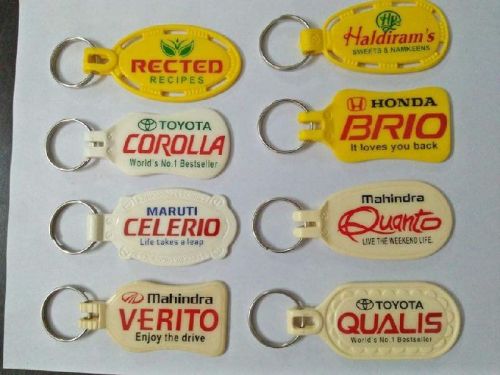 RECTED
RECIPES
Haldiram's
SWEETS & NAMKEENS
TOYOTA
COROLLA
World's No.1 Bestseller
HONDA
BRIO
It loves you back
MARUTI
CELERIO
Life takes a leap
Mahindra
Quanto
LIVE THE WEEKEND LIFE.
Mahindra
VERITO
Enjoy the drive
TOYOTA
QUALIS
World's No.1 Bestseller